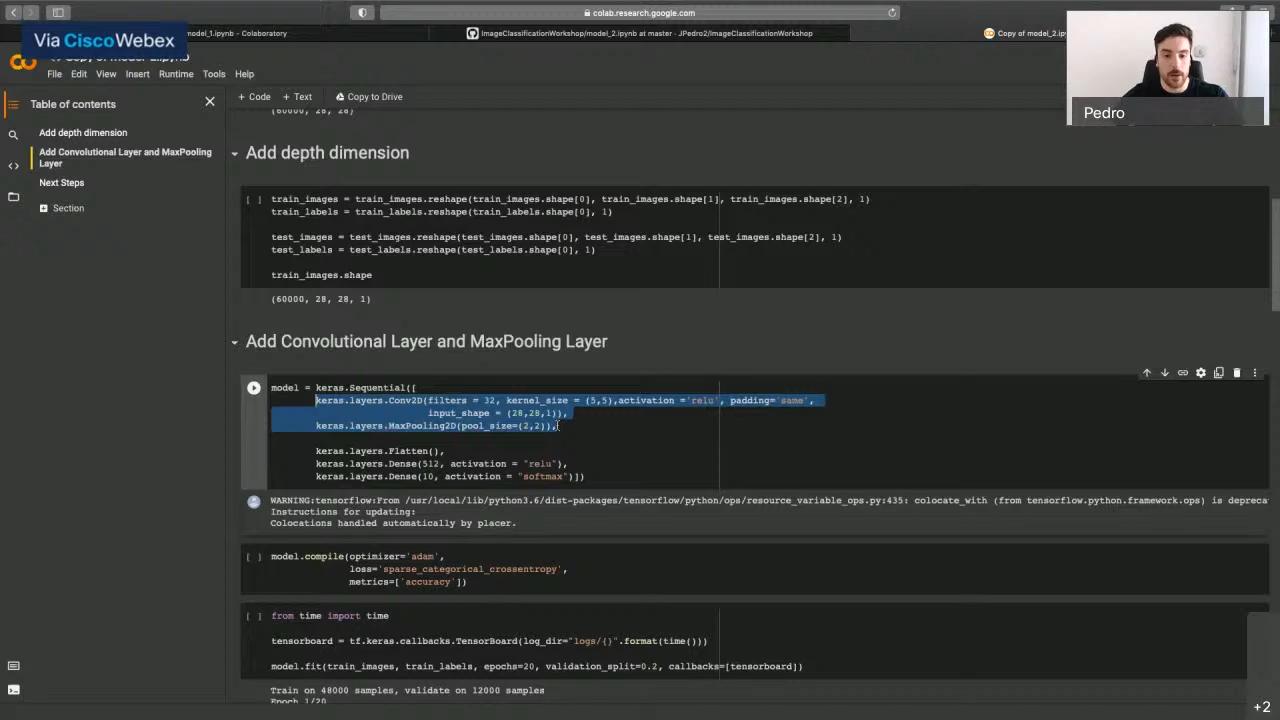 colab.research.google.com
Via Cisco Webex
model_1.ipynb - Colaboratory
ImageClassificationWorkshop/model_2.ipynb at master · JPedro2/ImageClassificationWorkshop
Copy of model_2.ip
File Edit View Insert Runtime Tools Help
Table of contents
+ Code + Text Copy to Drive
(60000, 28, 28)
Pedro
Add depth dimension
Add Convolutional Layer and MaxPooling
Layer
Next Steps
Section
Add depth dimension
[ ] train_images = train_images.reshape(train_images.shape[0], train_images.shape[1], train_images.shape[2], 1)
train_labels = train_labels.reshape(train_labels.shape[0], 1)
test_images = test_images.reshape(test_images.shape[0], test_images.shape[1], test_images.shape[2], 1)
test_labels = test_labels.reshape(test_labels.shape[0], 1)
train_images.shape
(60000, 28, 28, 1)
Add Convolutional Layer and MaxPooling Layer
model = keras.Sequential([
keras.layers.Conv2D(filters = 32, kernel_size = (5,5),activation ='relu', padding='same',
input_shape = (28,28,1)),
keras.layers.MaxPooling2D(pool_size=(2,2)),
keras.layers.Flatten(),
keras.layers.Dense(512, activation = "relu"),
keras.layers.Dense(10, activation = "softmax")])
WARNING:tensorflow:From /usr/local/lib/python3.6/dist-packages/tensorflow/python/ops/resource_variable_ops.py:435: colocate_with (from tensorflow.python.framework.ops) is depreca
Instructions for updating:
Colocations handled automatically by placer.
[ ] model.compile(optimizer='adam',
loss='sparse_categorical_crossentropy',
metrics=['accuracy'])
[ ] from time import time
tensorboard = tf.keras.callbacks.TensorBoard(log_dir="logs/{}".format(time()))
model.fit(train_images, train_labels, epochs=20, validation_split=0.2, callbacks=[tensorboard])
Train on 48000 samples, validate on 12000 samples
Epoch 1/20
+2